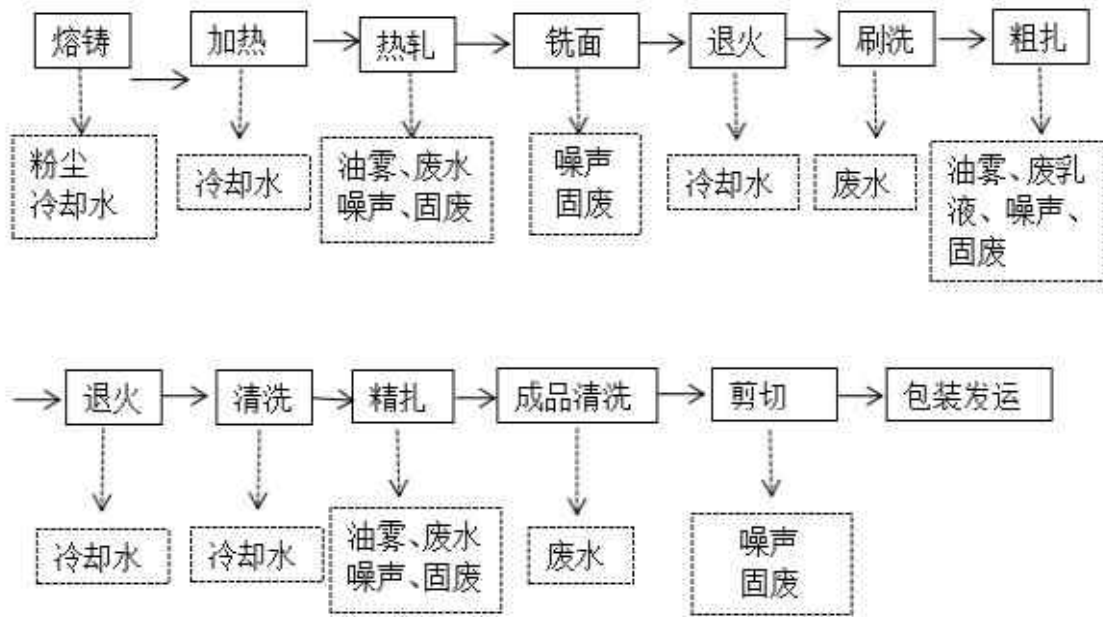 熔铸
加热
热轧
铣面
退火
刷洗
粗扎
粉尘
冷却水
冷却水
油雾、废水
噪声、固废
噪声
固废
冷却水
废水
油雾、废乳
液、噪声、
固废
退火
清洗
精扎
成品清洗
剪切
包装发运
冷却水
冷却水
油雾、废水
噪声、固废
废水
噪声
固废